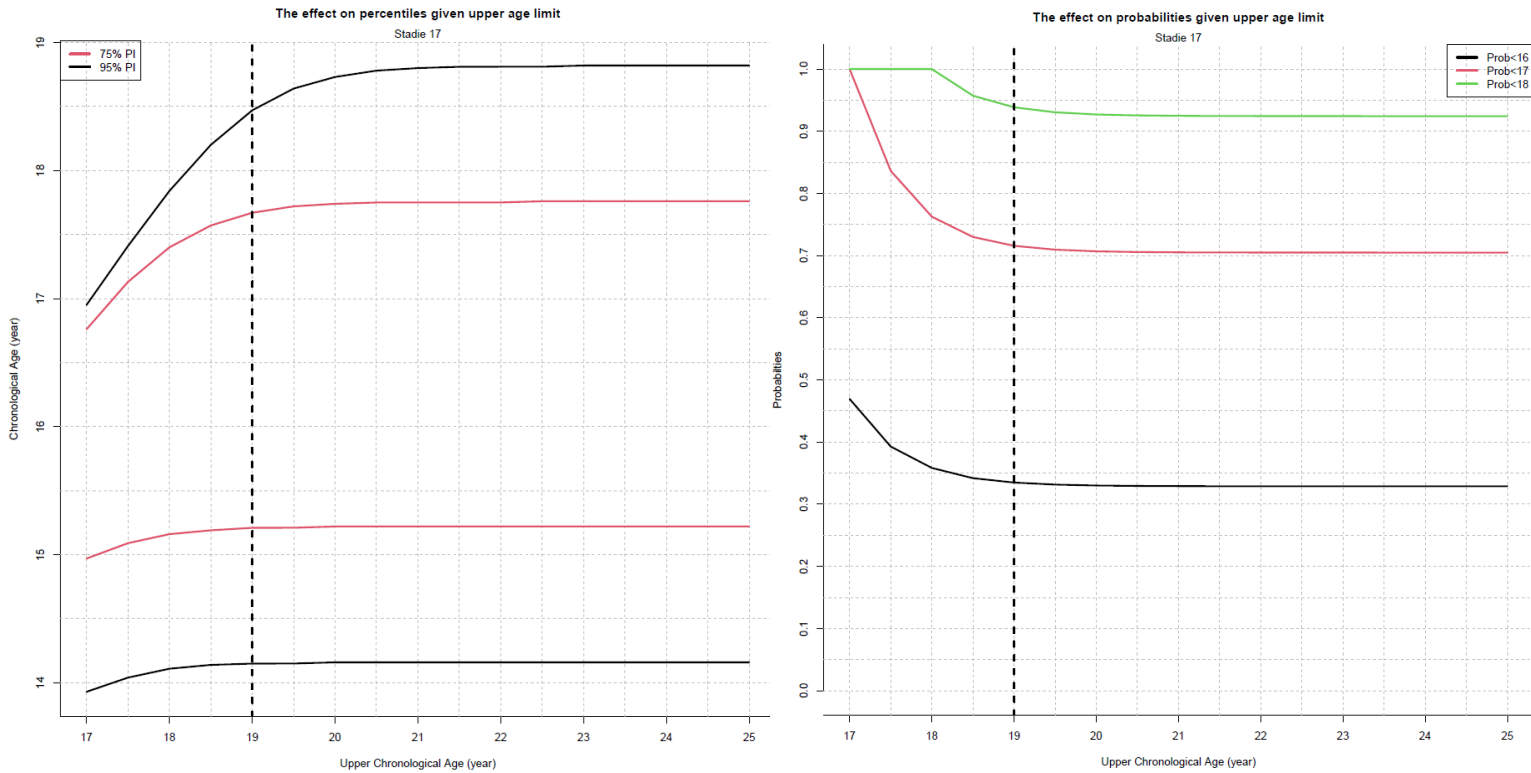 The effect on percentiles given upper age limit
Stadie 17
75% PI
95% PI
19
18
17
16
15
14
Chronological Age (year)
17 18 19 20 21 22 23 24 25
Upper Chronological Age (year)
The effect on probabilities given upper age limit
Stadie 17
Prob<16
Prob<17
Prob<18
1.0
0.9
0.8
0.7
0.6
0.5
0.4
0.3
0.2
0.1
0.0
Probabilties
17 18 19 20 21 22 23 24 25
Upper Chronological Age (year)